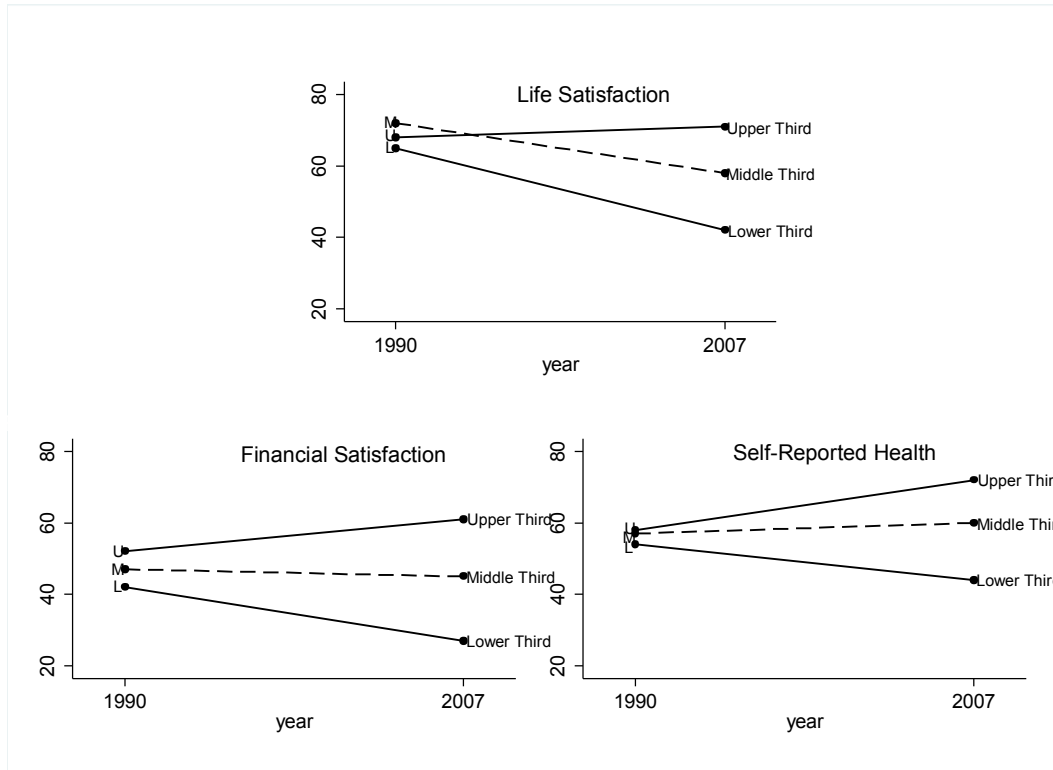 Life Satisfaction
80
60
40
20
M
U
L
Upper Third
Middle Third
Lower Third
1990 2007
year
Financial Satisfaction
80
60
40
20
U
M
L
Upper Third
Middle Third
Lower Third
1990 2007
year
Self-Reported Health
80
60
40
20
U
M
L
Upper Thir
Middle Thir
Lower Thir
1990 2007
year